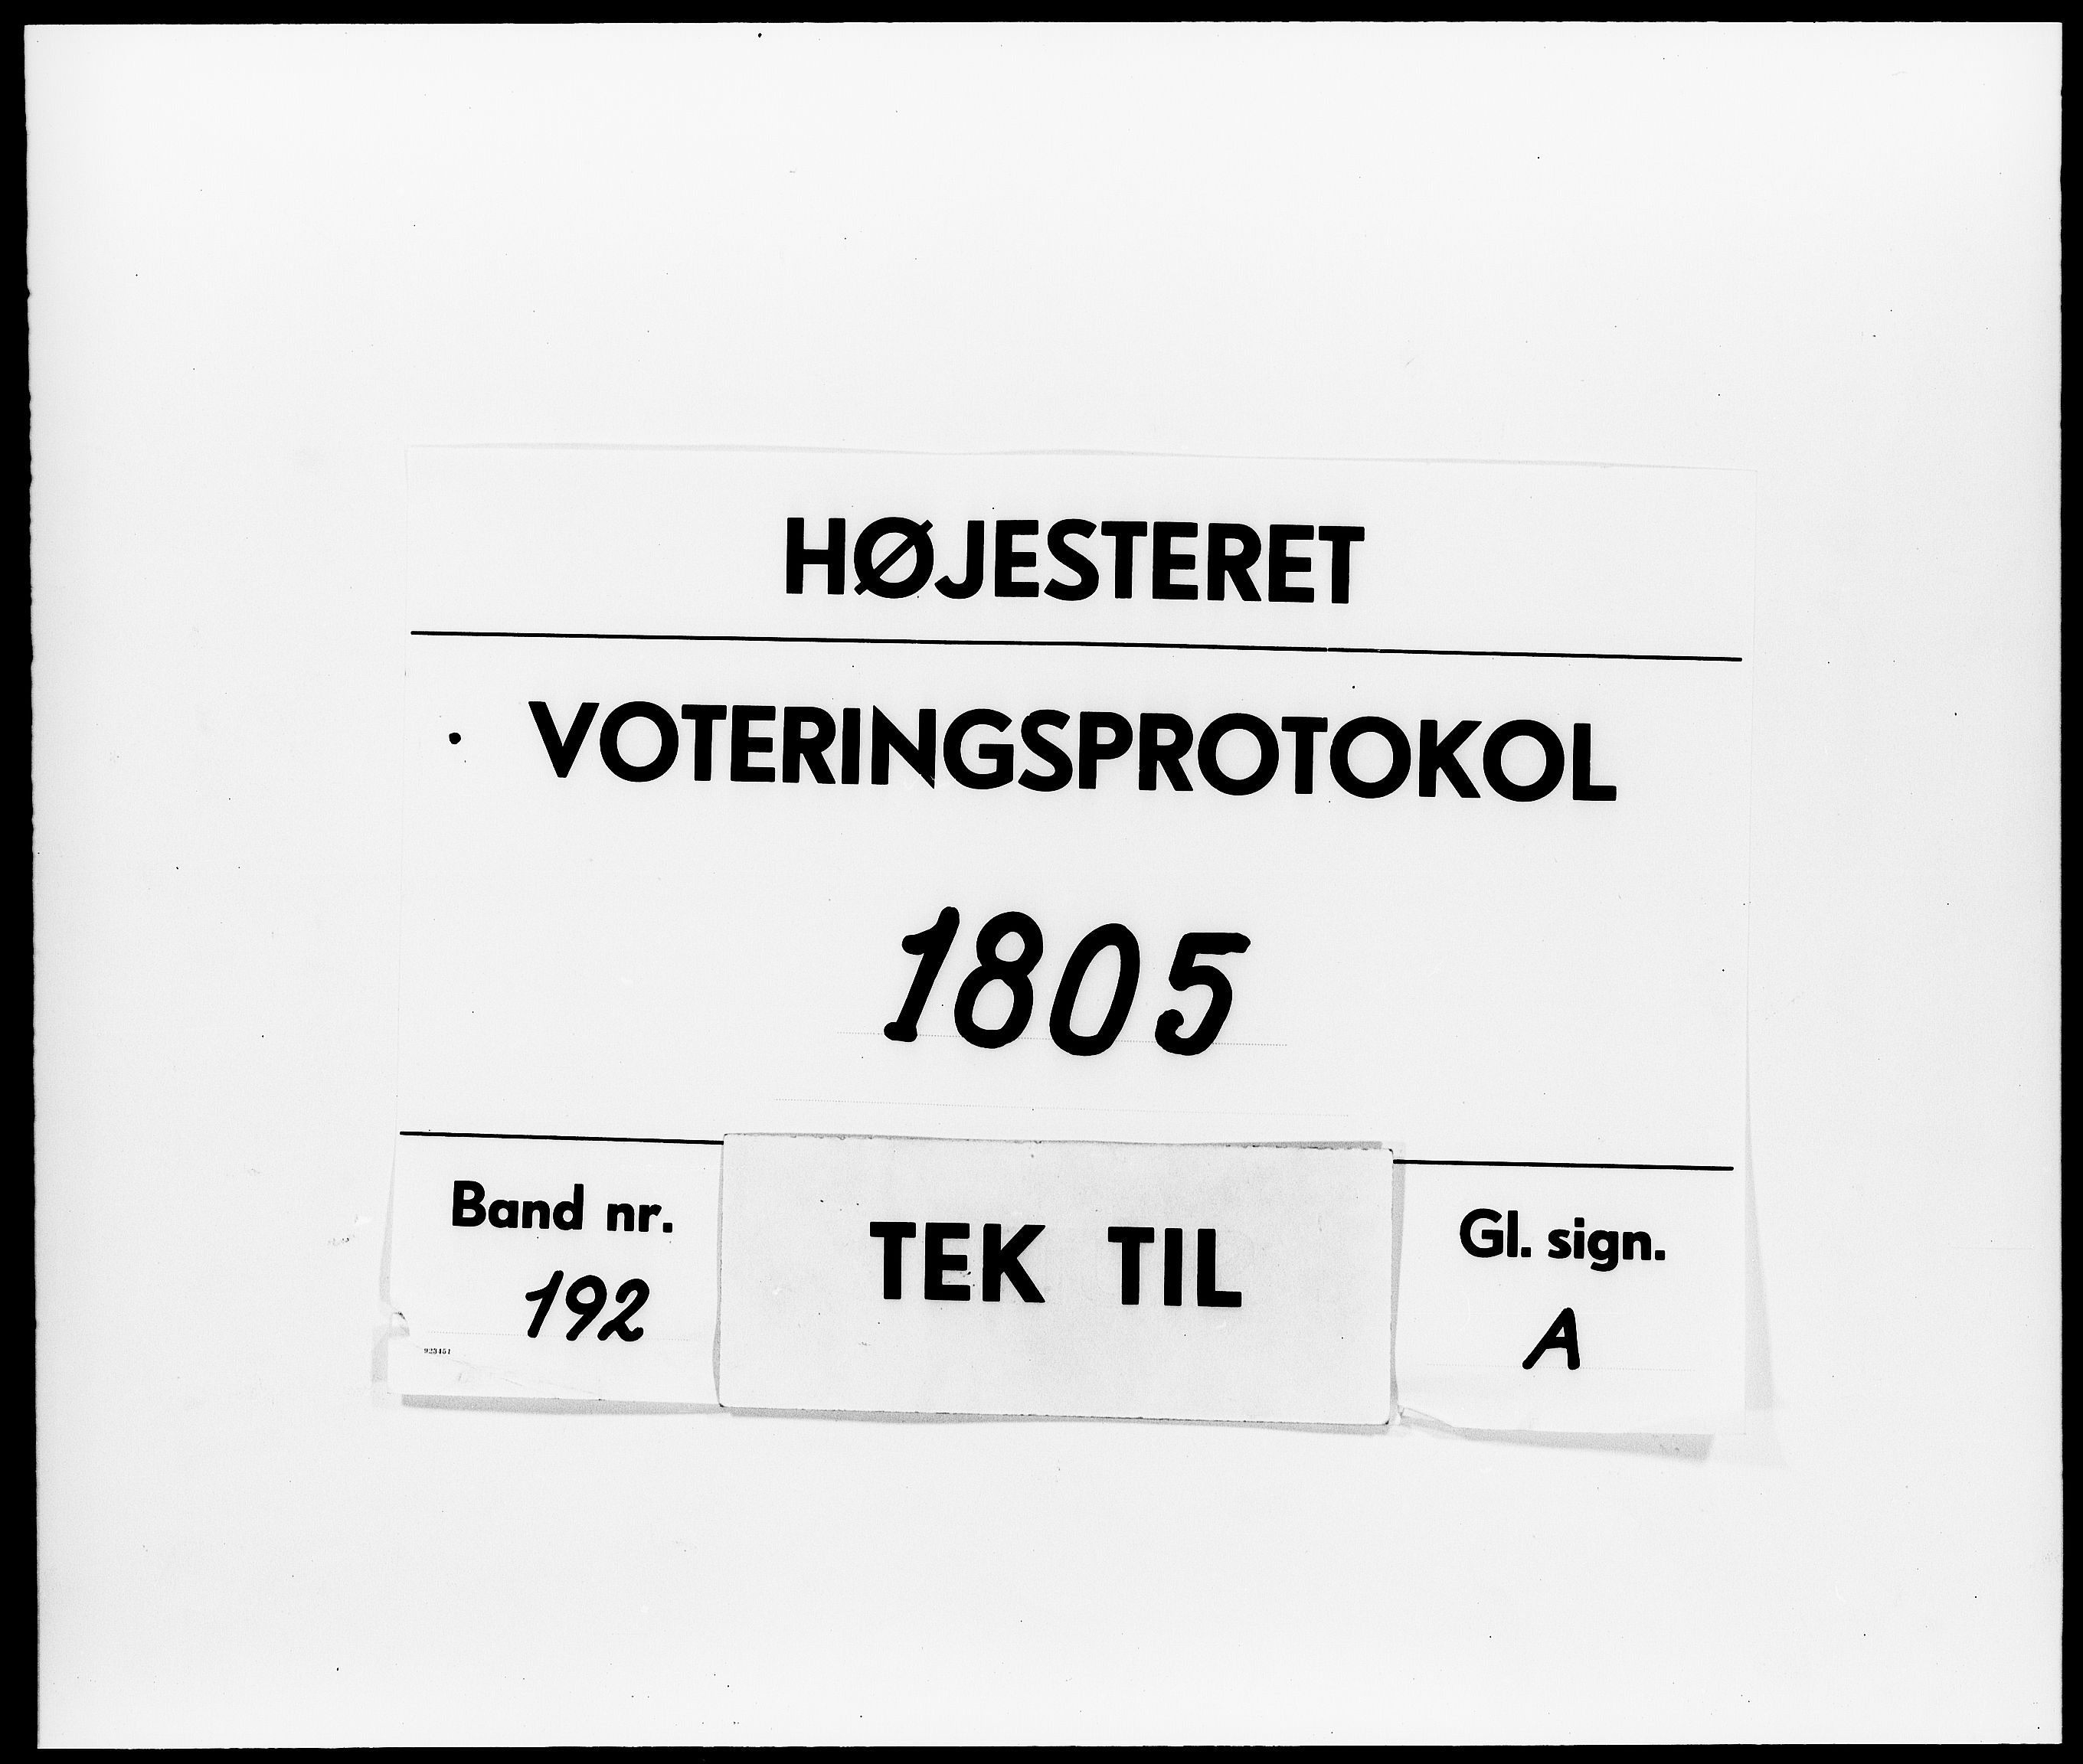 HØJESTERET
VOTERINGSPROTOKOL
1805
Band nr.
192
TEK TIL
Gl. sign.
A